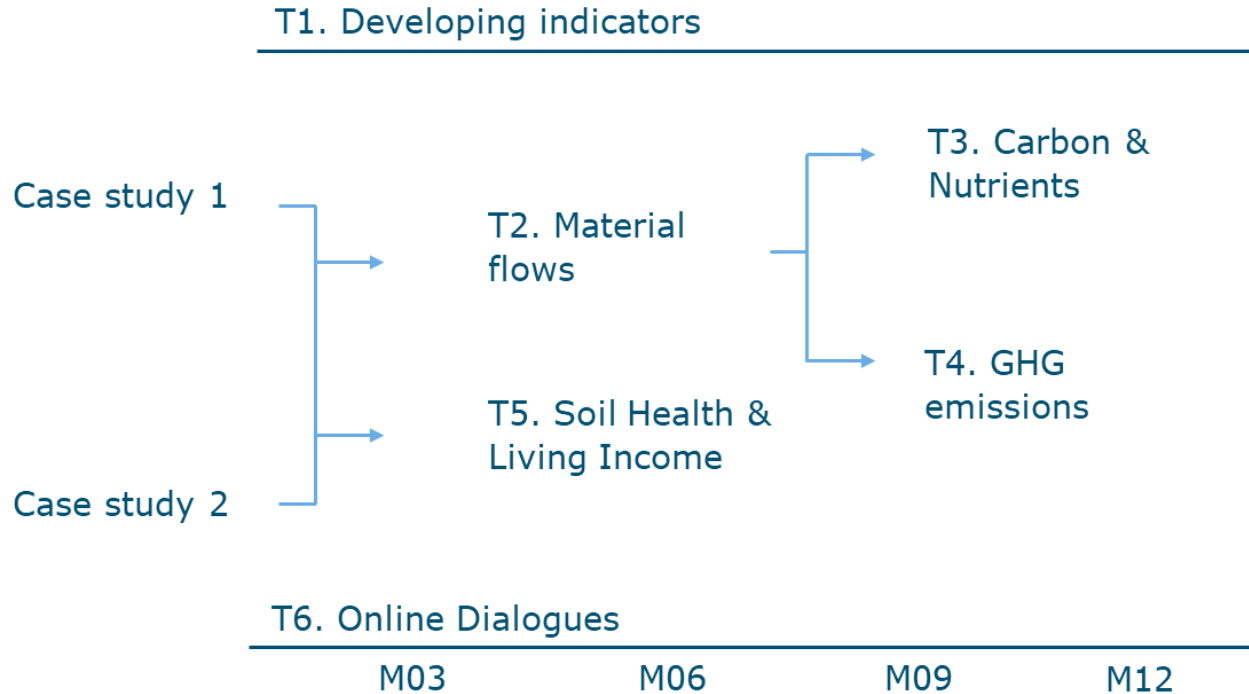 T1. Developing indicators
Case study 1
T2. Material
flows
T3. Carbon &
Nutrients
T4. GHG
emissions
T5. Soil Health &
Living Income
Case study 2
T6. Online Dialogues
M03 M06 M09 M12